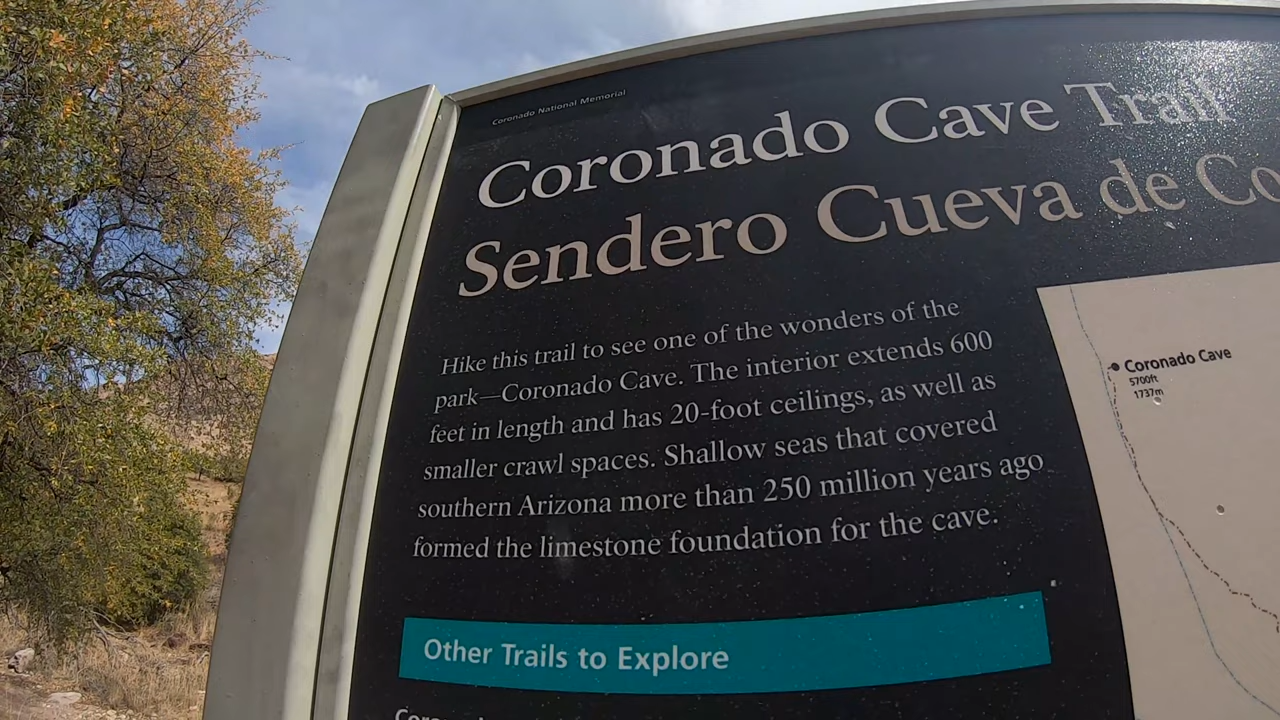 Coronado National Memorial
Coronado Cave Trail
Sendero Cueva de Co
Hike this trail to see one of the wonders of the
park—Coronado Cave. The interior extends 600
feet in length and has 20-foot ceilings, as well as
smaller crawl spaces. Shallow seas that covered
southern Arizona more than 250 million years ago
formed the limestone foundation for the cave.
Coronado Cave
5700ft
1737m
Other Trails to Explore